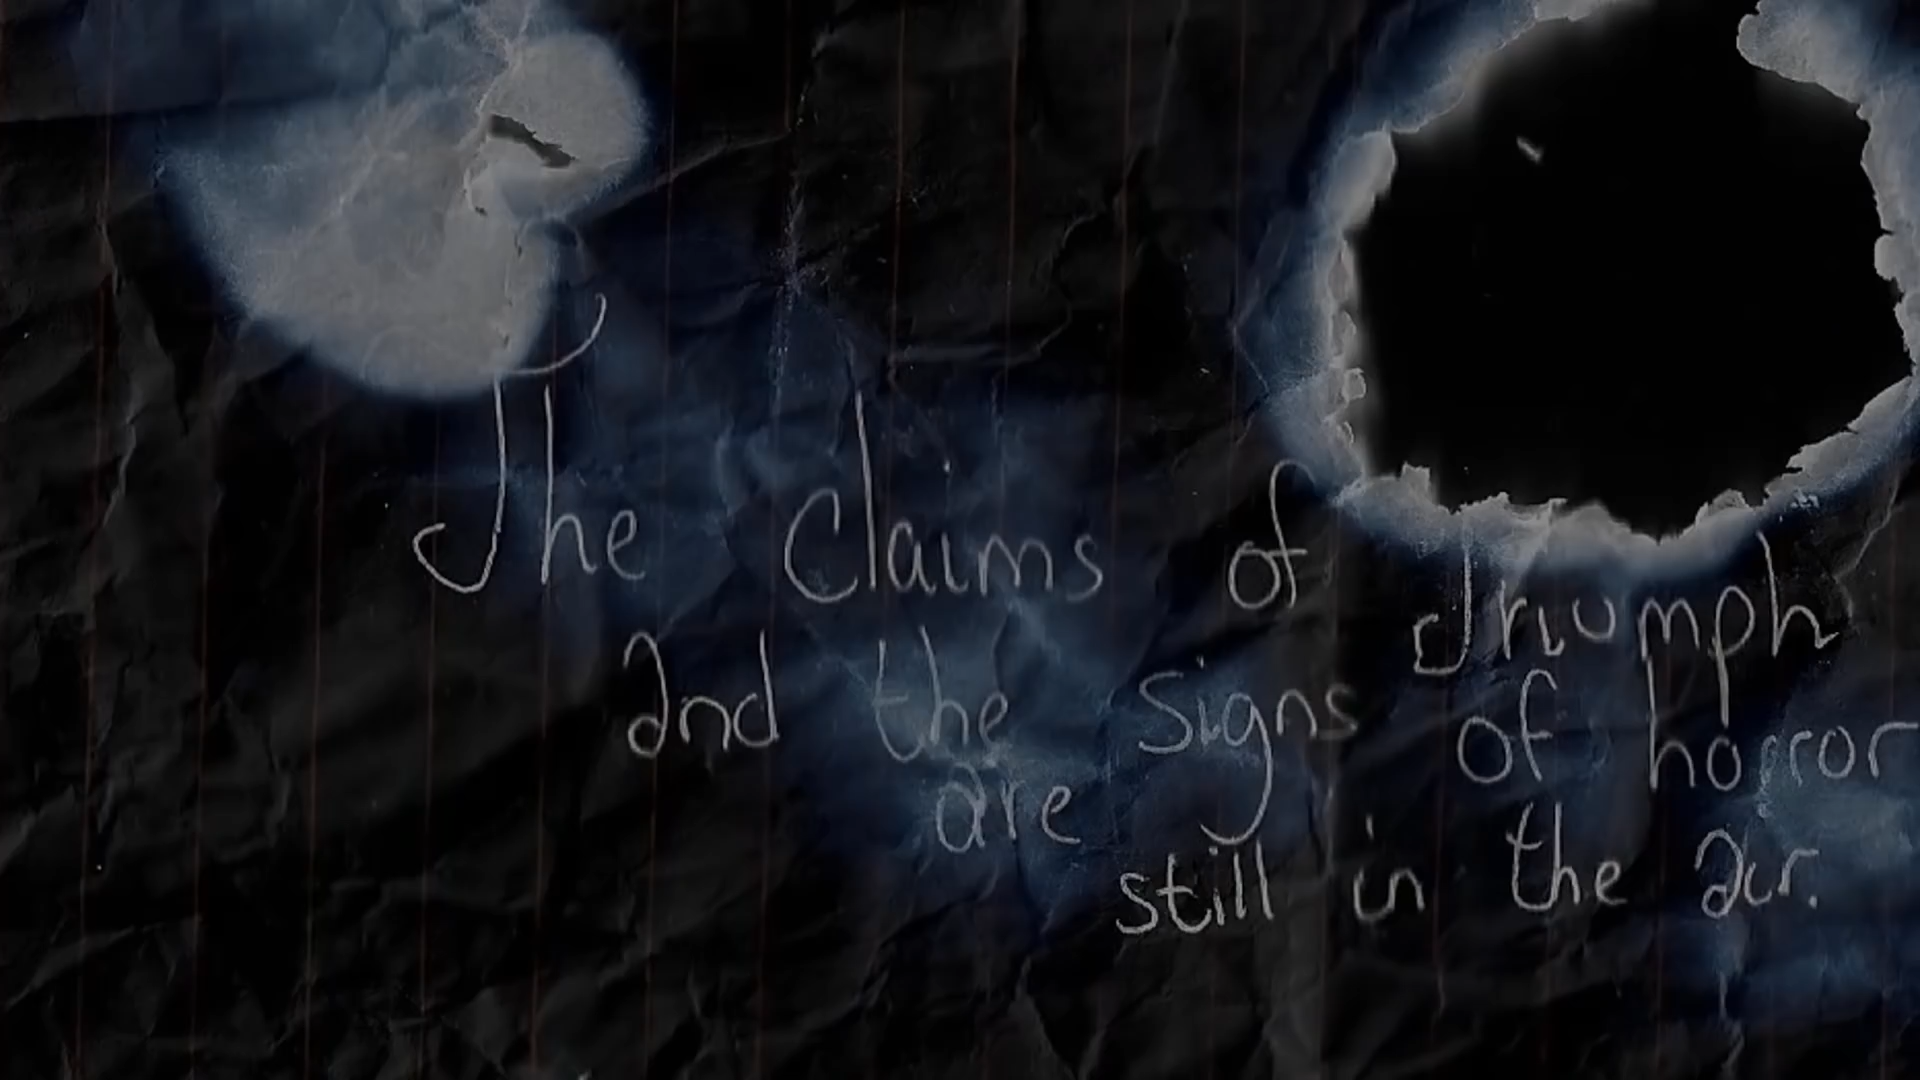 The Claims of Triumph
and the Signs of horror
are
still in the air.